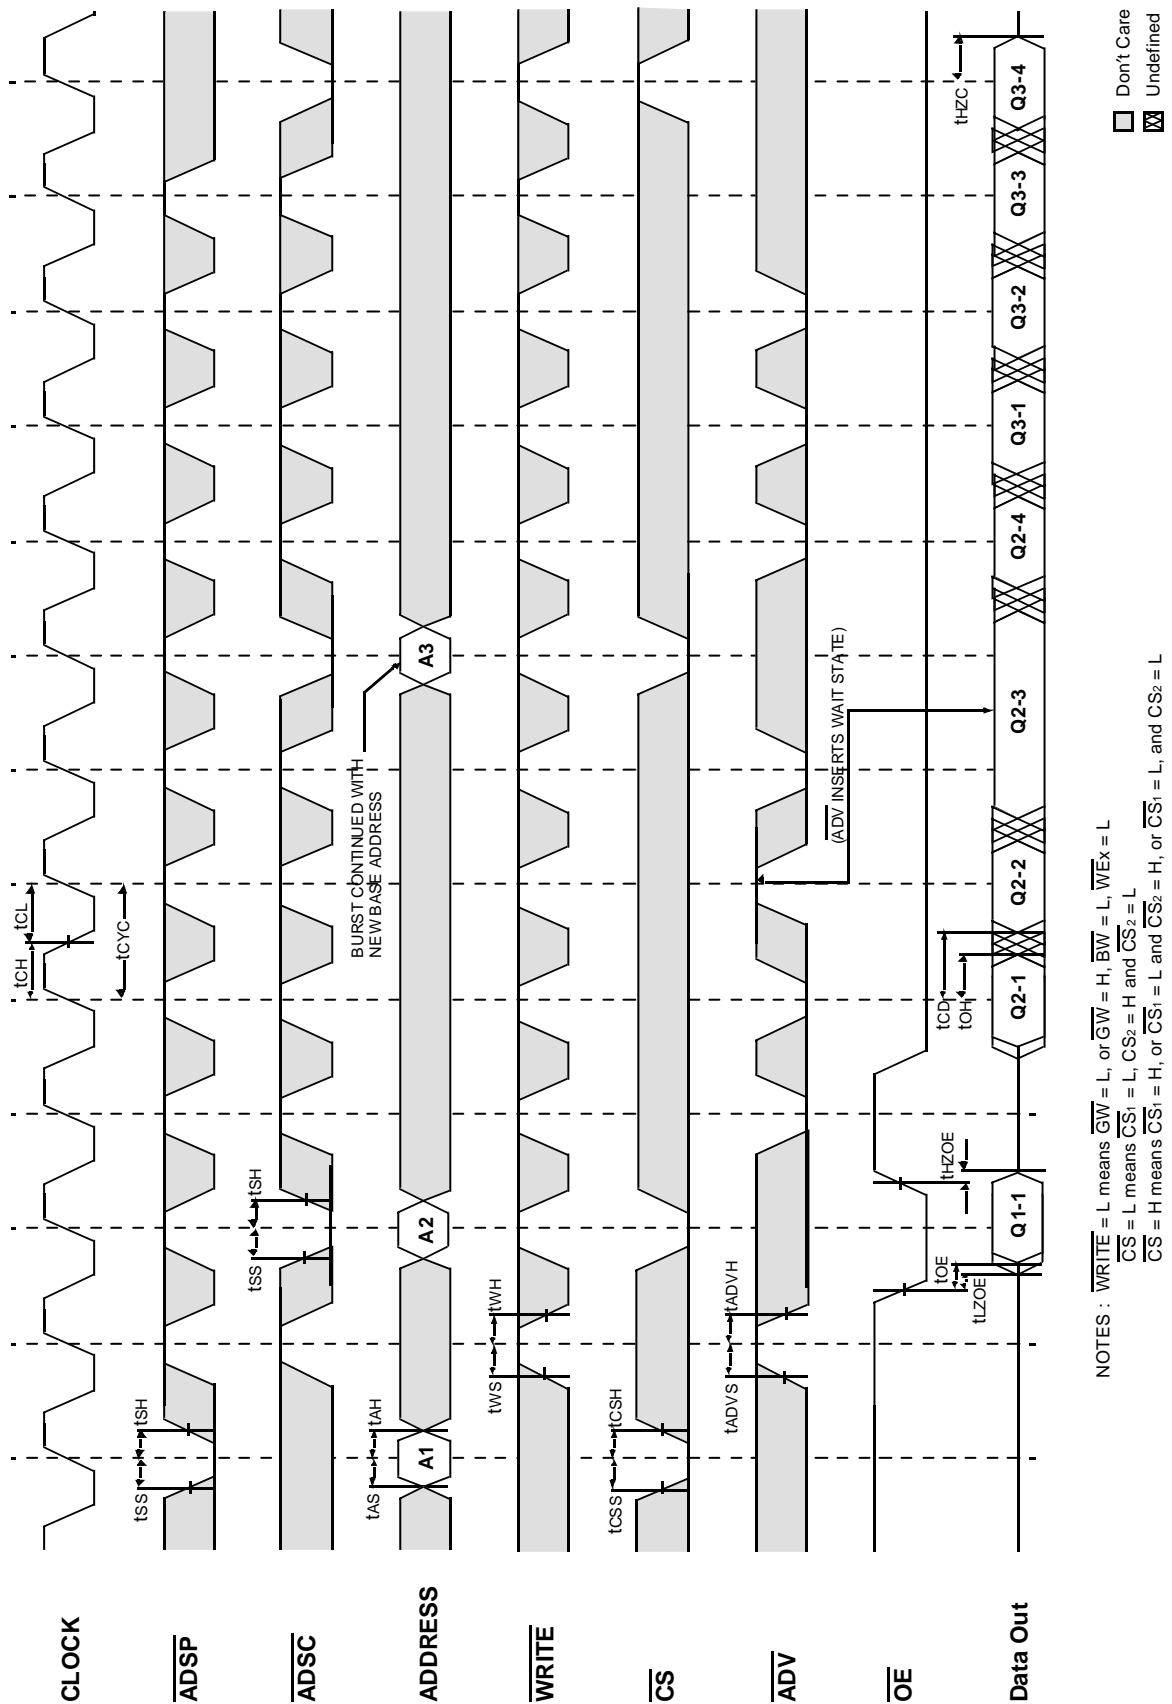 CLOCK
tCH
tCL
tCYC
ADSP
tSS
tSH
ADSC
tSS
tSH
BURST CONTINUED WITH
NEW BASE ADDRESS
ADDRESS
tAS
tAH
A1
A2
A3
WRITE
tWS
tWH
CS
tCSS
tCSH
ADV
tADVS
tADVH
(ADV INSERTS WAIT STATE)
OE
tOE
tLZOE
tHZOE
tCD
tOH
tHZC
Data Out
Q1-1
Q2-1
Q2-2
Q2-3
Q2-4
Q3-1
Q3-2
Q3-3
Q3-4
NOTES : WRITE = L means GW = L, or GW = H, BW = L, WEx = L
CS = L means CS1 = L, CS2 = H and CS2 = L
CS = H means CS1 = H, or CS1 = L and CS2 = H, or CS1 = L, and CS2 = L
Don't Care
Undefined